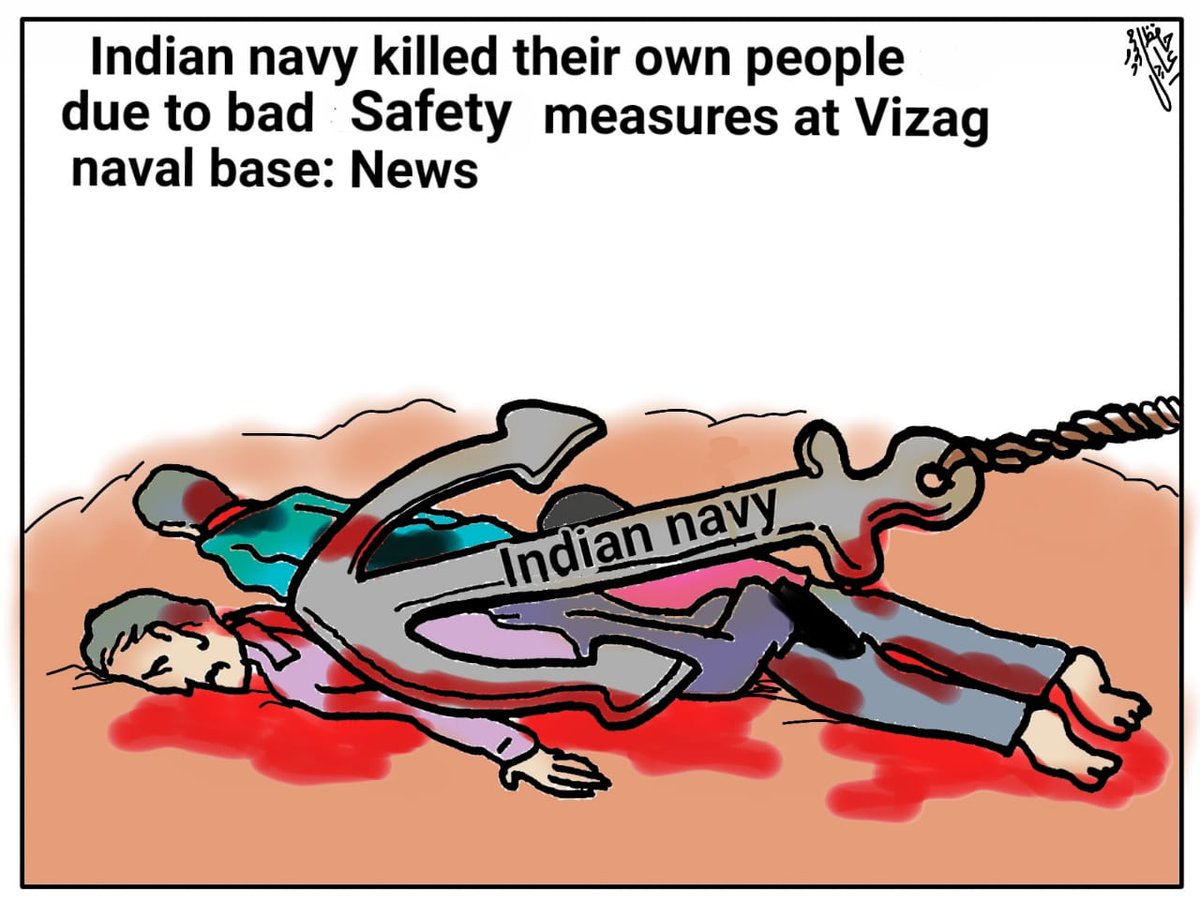 Indian navy killed their own people
due to bad Safety measures at Vizag
naval base: News
Indian navy